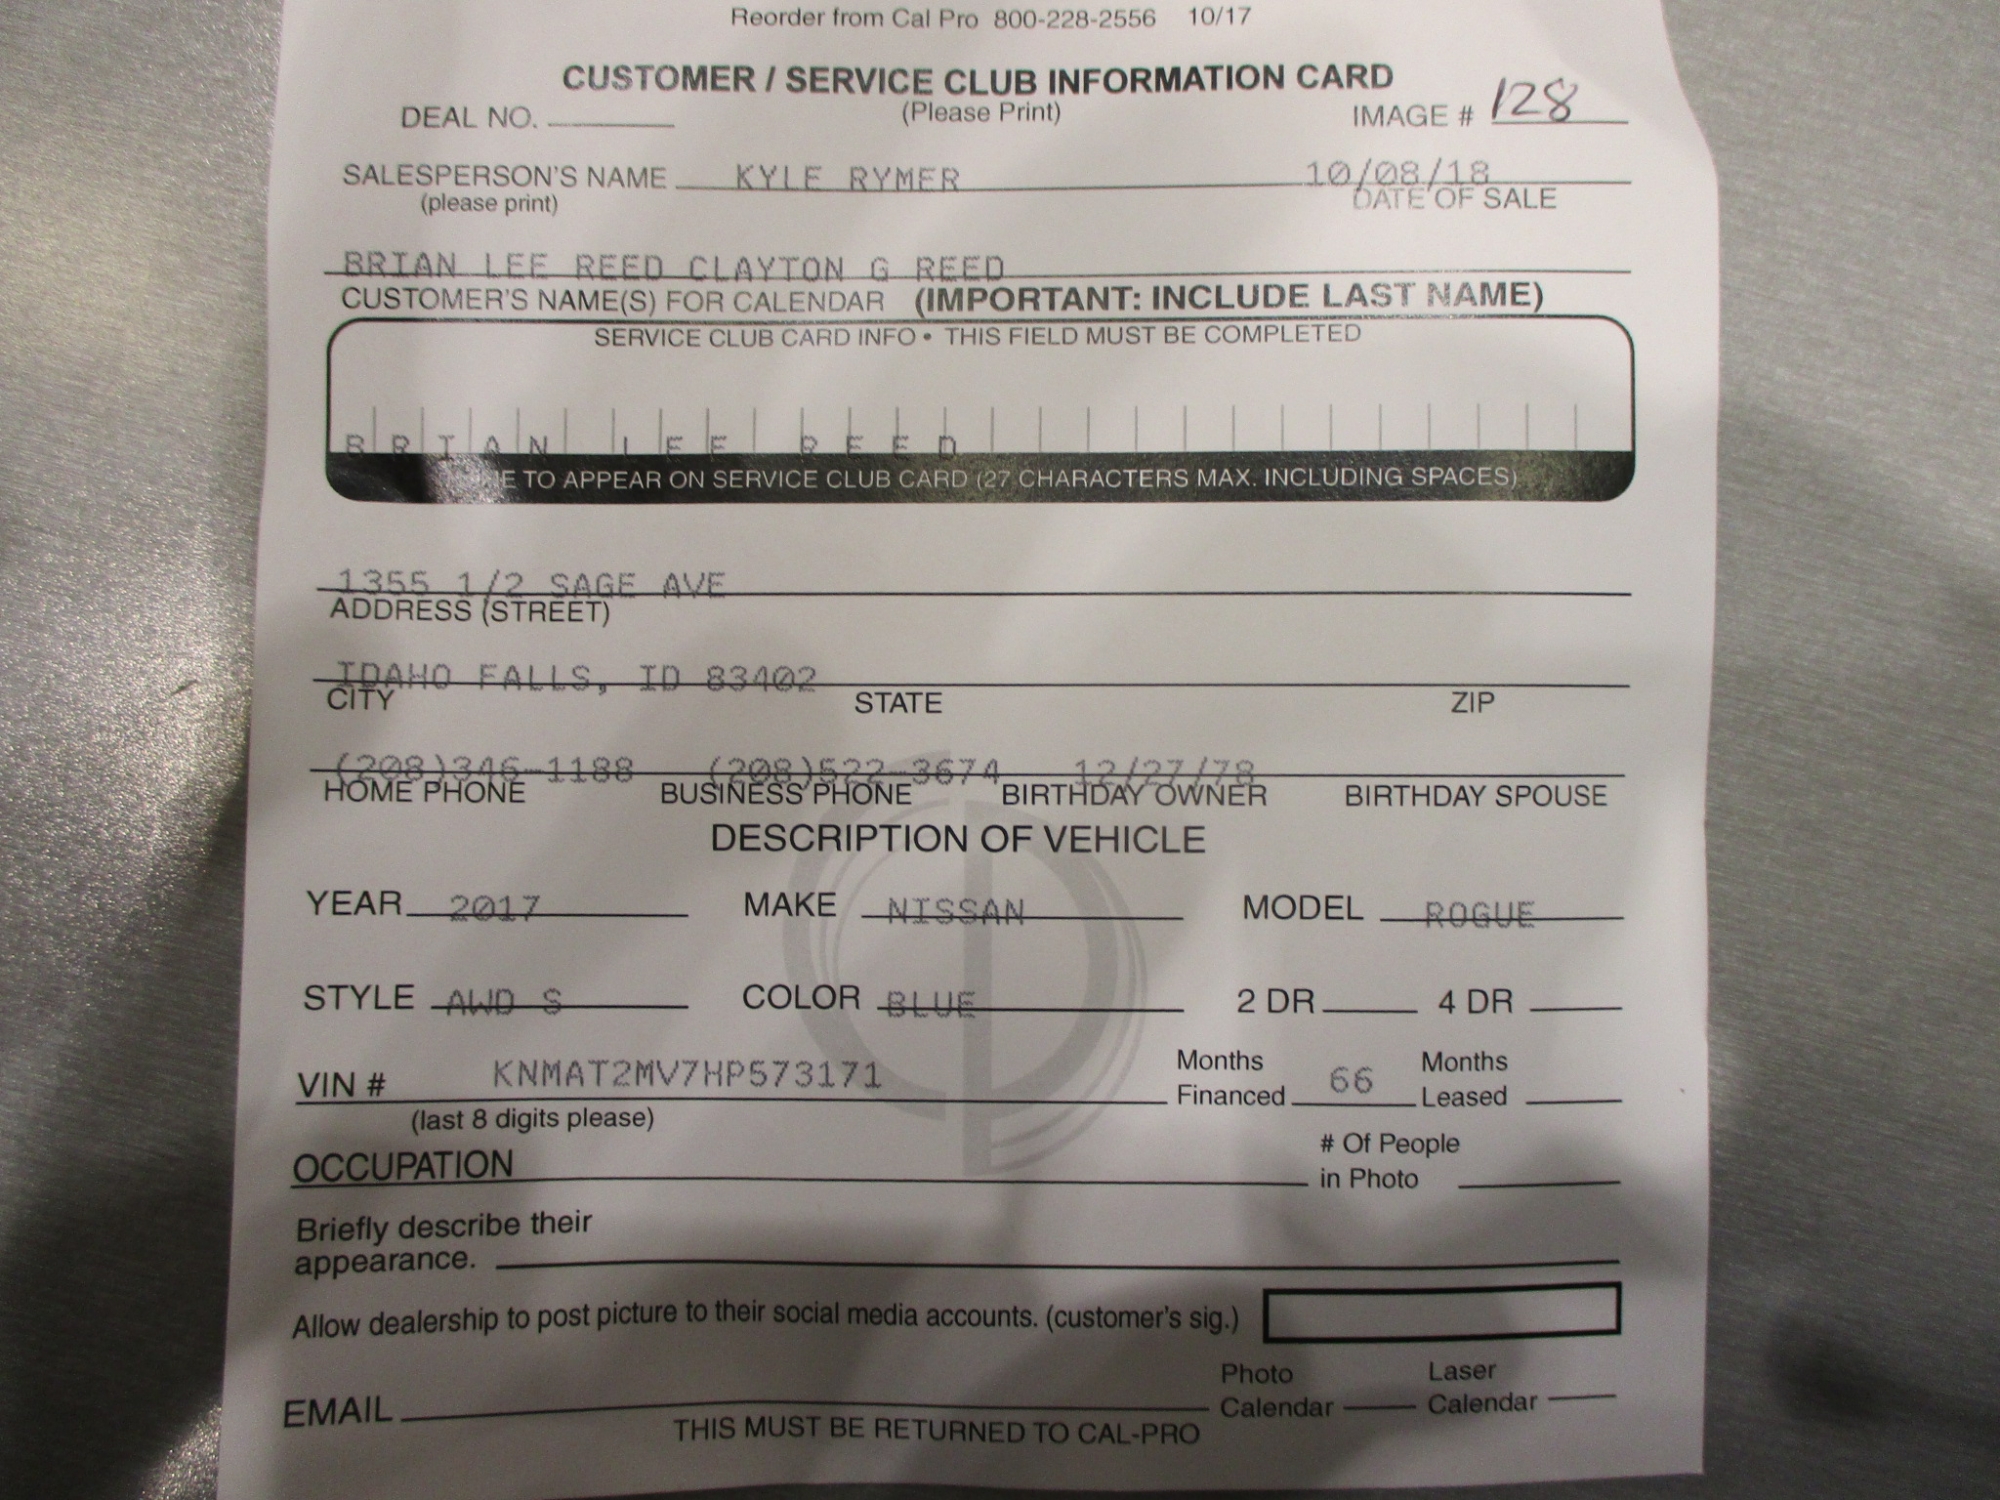 Reorder from Cal Pro 800-228-2556 10/17
CUSTOMER / SERVICE CLUB INFORMATION CARD
DEAL NO. (Please Print) IMAGE # 128
SALESPERSON'S NAME KYLE RYMER 10/08/18
(please print) DATE OF SALE
BRIAN LEE REED CLAYTON G REED
CUSTOMER'S NAME(S) FOR CALENDAR (IMPORTANT: INCLUDE LAST NAME)
SERVICE CLUB CARD INFO • THIS FIELD MUST BE COMPLETED
BRIAN LEE REED
TO APPEAR ON SERVICE CLUB CARD (27 CHARACTERS MAX. INCLUDING SPACES)
1355 1/2 SAGE AVE
ADDRESS (STREET)
IDAHO FALLS, ID 83402
CITY STATE ZIP
(208)346-1188 (208)522-3674 12/27/78
HOME PHONE BUSINESS PHONE BIRTHDAY OWNER BIRTHDAY SPOUSE
DESCRIPTION OF VEHICLE
YEAR 2017 MAKE NISSAN MODEL ROGUE
STYLE AWD S COLOR BLUE 2 DR 4 DR
VIN # KNMAT2MV7HP573171 Months Financed 66 Months Leased
(last 8 digits please)
OCCUPATION # Of People in Photo
Briefly describe their
appearance.
Allow dealership to post picture to their social media accounts. (customer's sig.)
EMAIL Photo Calendar Laser Calendar
THIS MUST BE RETURNED TO CAL-PRO